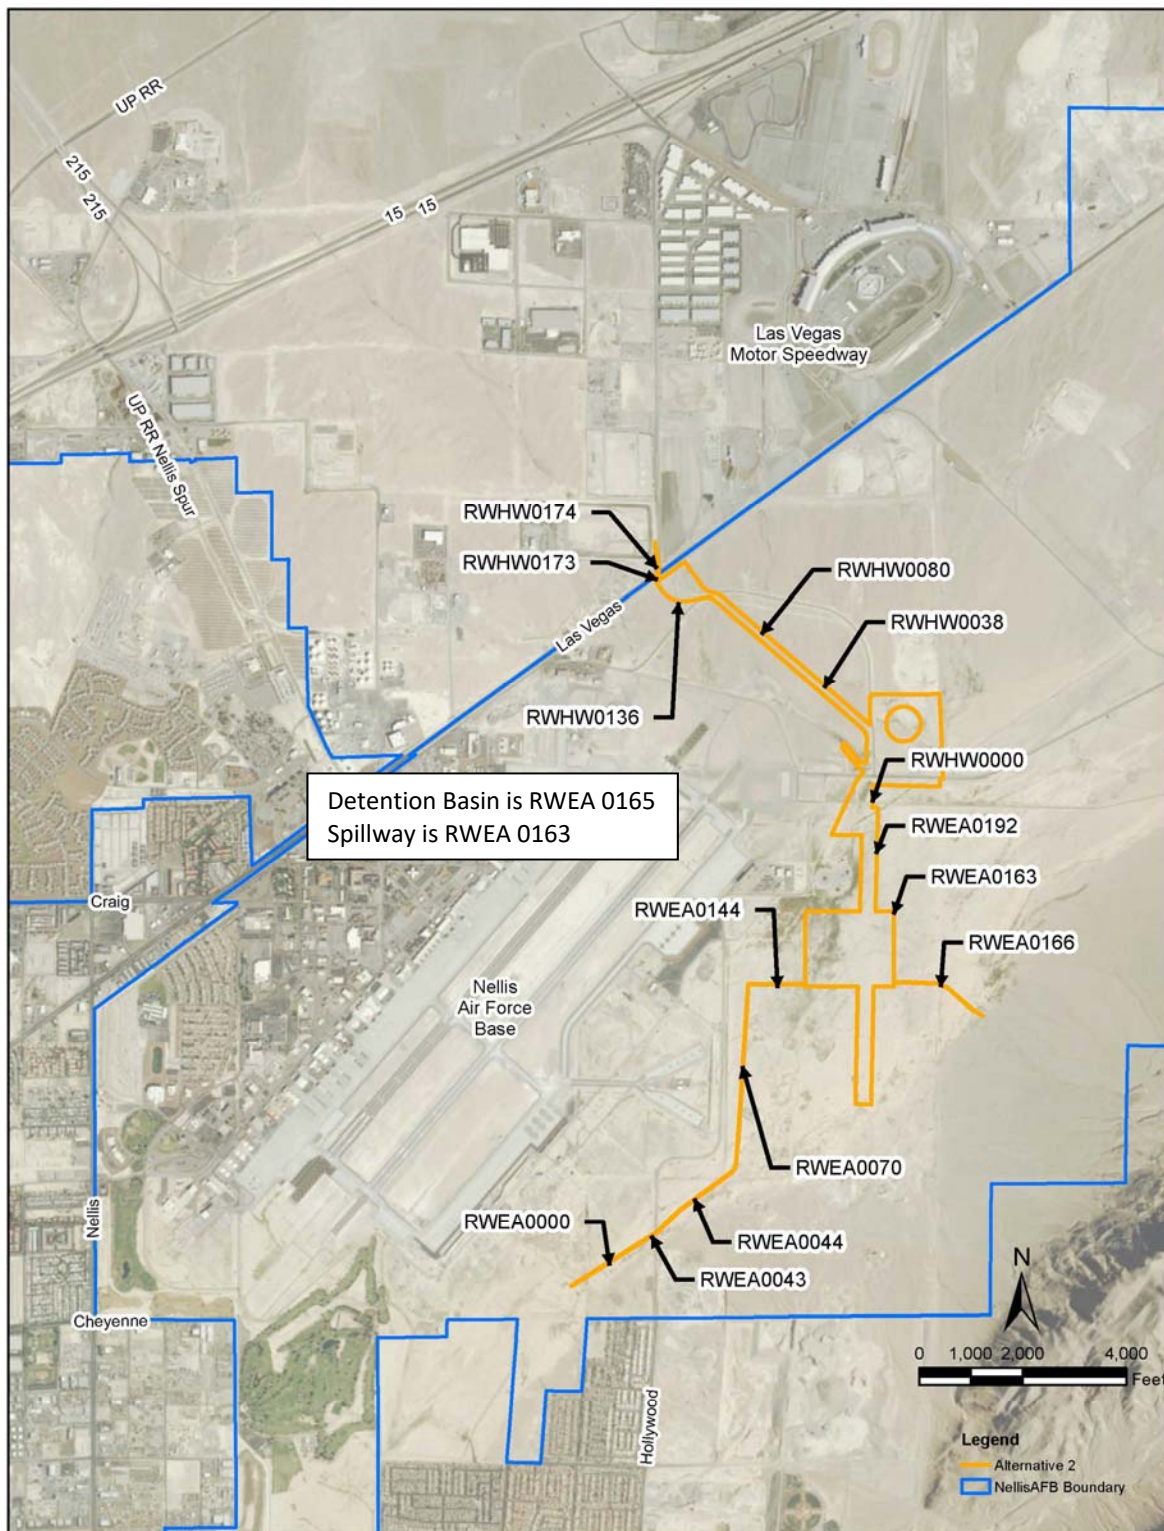 UP RR
215
215
15
15
Las Vegas
Motor Speedway
UP RR Nellis Spur
RWHW0174
RWHW0173
RWHW0080
Las Vegas
RWHW0038
RWHW0136
RWHW0000
Detention Basin is RWEA 0165
Spillway is RWEA 0163
RWEA0192
RWEA0163
Craig
RWEA0144
RWEA0166
Nellis
Air Force
Base
RWEA0070
Nellis
RWEA0000
RWEA0044
RWEA0043
N
Cheyenne
0 1,000 2,000 4,000
Feet
Hollywood
Legend
Alternative 2
NellisAFB Boundary